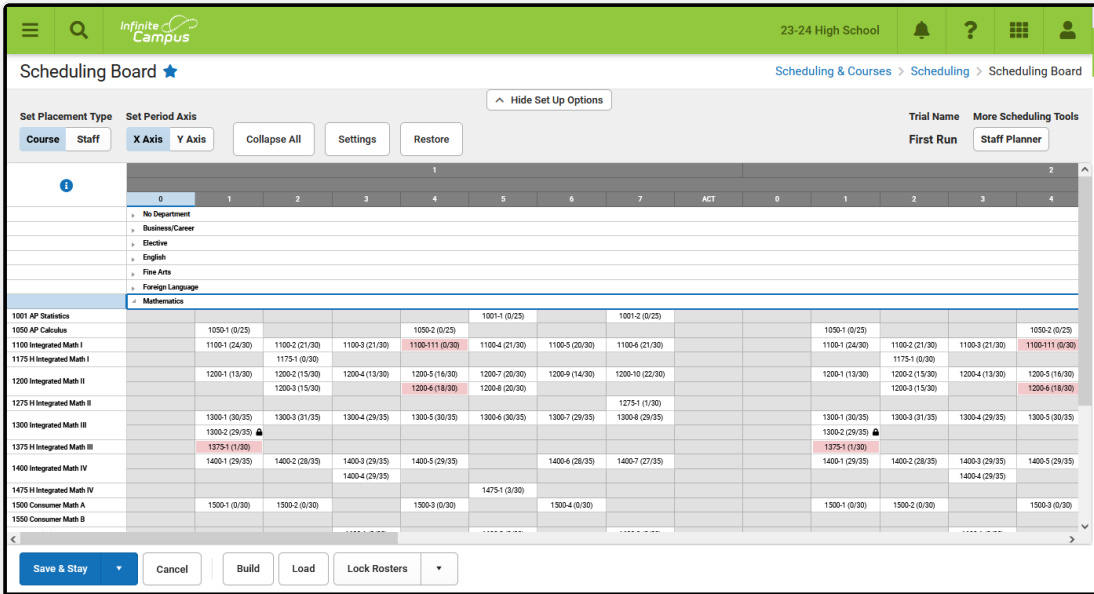 Infinite Campus
23-24 High School
Scheduling Board
Scheduling & Courses > Scheduling > Scheduling Board
Hide Set Up Options
Set Placement Type Set Period Axis Trial Name More Scheduling Tools
Course Staff X Axis Y Axis Collapse All Settings Restore First Run Staff Planner
1 2
0 1 2 3 4 5 6 7 ACT 0 1 2 3 4
No Department
Business/Career
Elective
English
Fine Arts
Foreign Language
Mathematics
1001 AP Statistics 1001-1 (0/25) 1001-2 (0/25)
1050 AP Calculus 1050-1 (0/25) 1050-2 (0/25) 1050-1 (0/25) 1050-2 (0/25)
1100 Integrated Math I 1100-1 (24/30) 1100-2 (21/30) 1100-3 (21/30) 1100-111 (0/30) 1100-4 (21/30) 1100-5 (20/30) 1100-6 (21/30) 1100-1 (24/30) 1100-2 (21/30) 1100-3 (21/30) 1100-111 (0/30)
1175 H Integrated Math I 1175-1 (0/30) 1175-1 (0/30)
1200 Integrated Math II 1200-1 (13/30) 1200-2 (15/30) 1200-4 (13/30) 1200-5 (16/30) 1200-7 (20/30) 1200-9 (14/30) 1200-10 (22/30) 1200-1 (13/30) 1200-2 (15/30) 1200-4 (13/30) 1200-5 (16/30)
1200-3 (15/30) 1200-6 (18/30) 1200-8 (20/30) 1200-3 (15/30) 1200-6 (18/30)
1275 H Integrated Math II 1275-1 (1/30)
1300 Integrated Math III 1300-1 (30/35) 1300-3 (31/35) 1300-4 (29/35) 1300-5 (30/35) 1300-6 (30/35) 1300-7 (29/35) 1300-8 (29/35) 1300-1 (30/35) 1300-3 (31/35) 1300-4 (29/35) 1300-5 (30/35)
1300-2 (29/35) 1300-2 (29/35)
1375 H Integrated Math III 1375-1 (1/30) 1375-1 (1/30)
1400 Integrated Math IV 1400-1 (29/35) 1400-2 (28/35) 1400-3 (29/35) 1400-5 (29/35) 1400-6 (28/35) 1400-7 (27/35) 1400-1 (29/35) 1400-2 (28/35) 1400-3 (29/35) 1400-5 (29/35)
1400-4 (29/35) 1400-4 (29/35)
1475 H Integrated Math IV 1475-1 (3/30)
1500 Consumer Math A 1500-1 (0/30) 1500-2 (0/30) 1500-3 (0/30) 1500-4 (0/30) 1500-1 (0/30) 1500-2 (0/30) 1500-3 (0/30)
1550 Consumer Math B
Save & Stay Cancel Build Load Lock Rosters